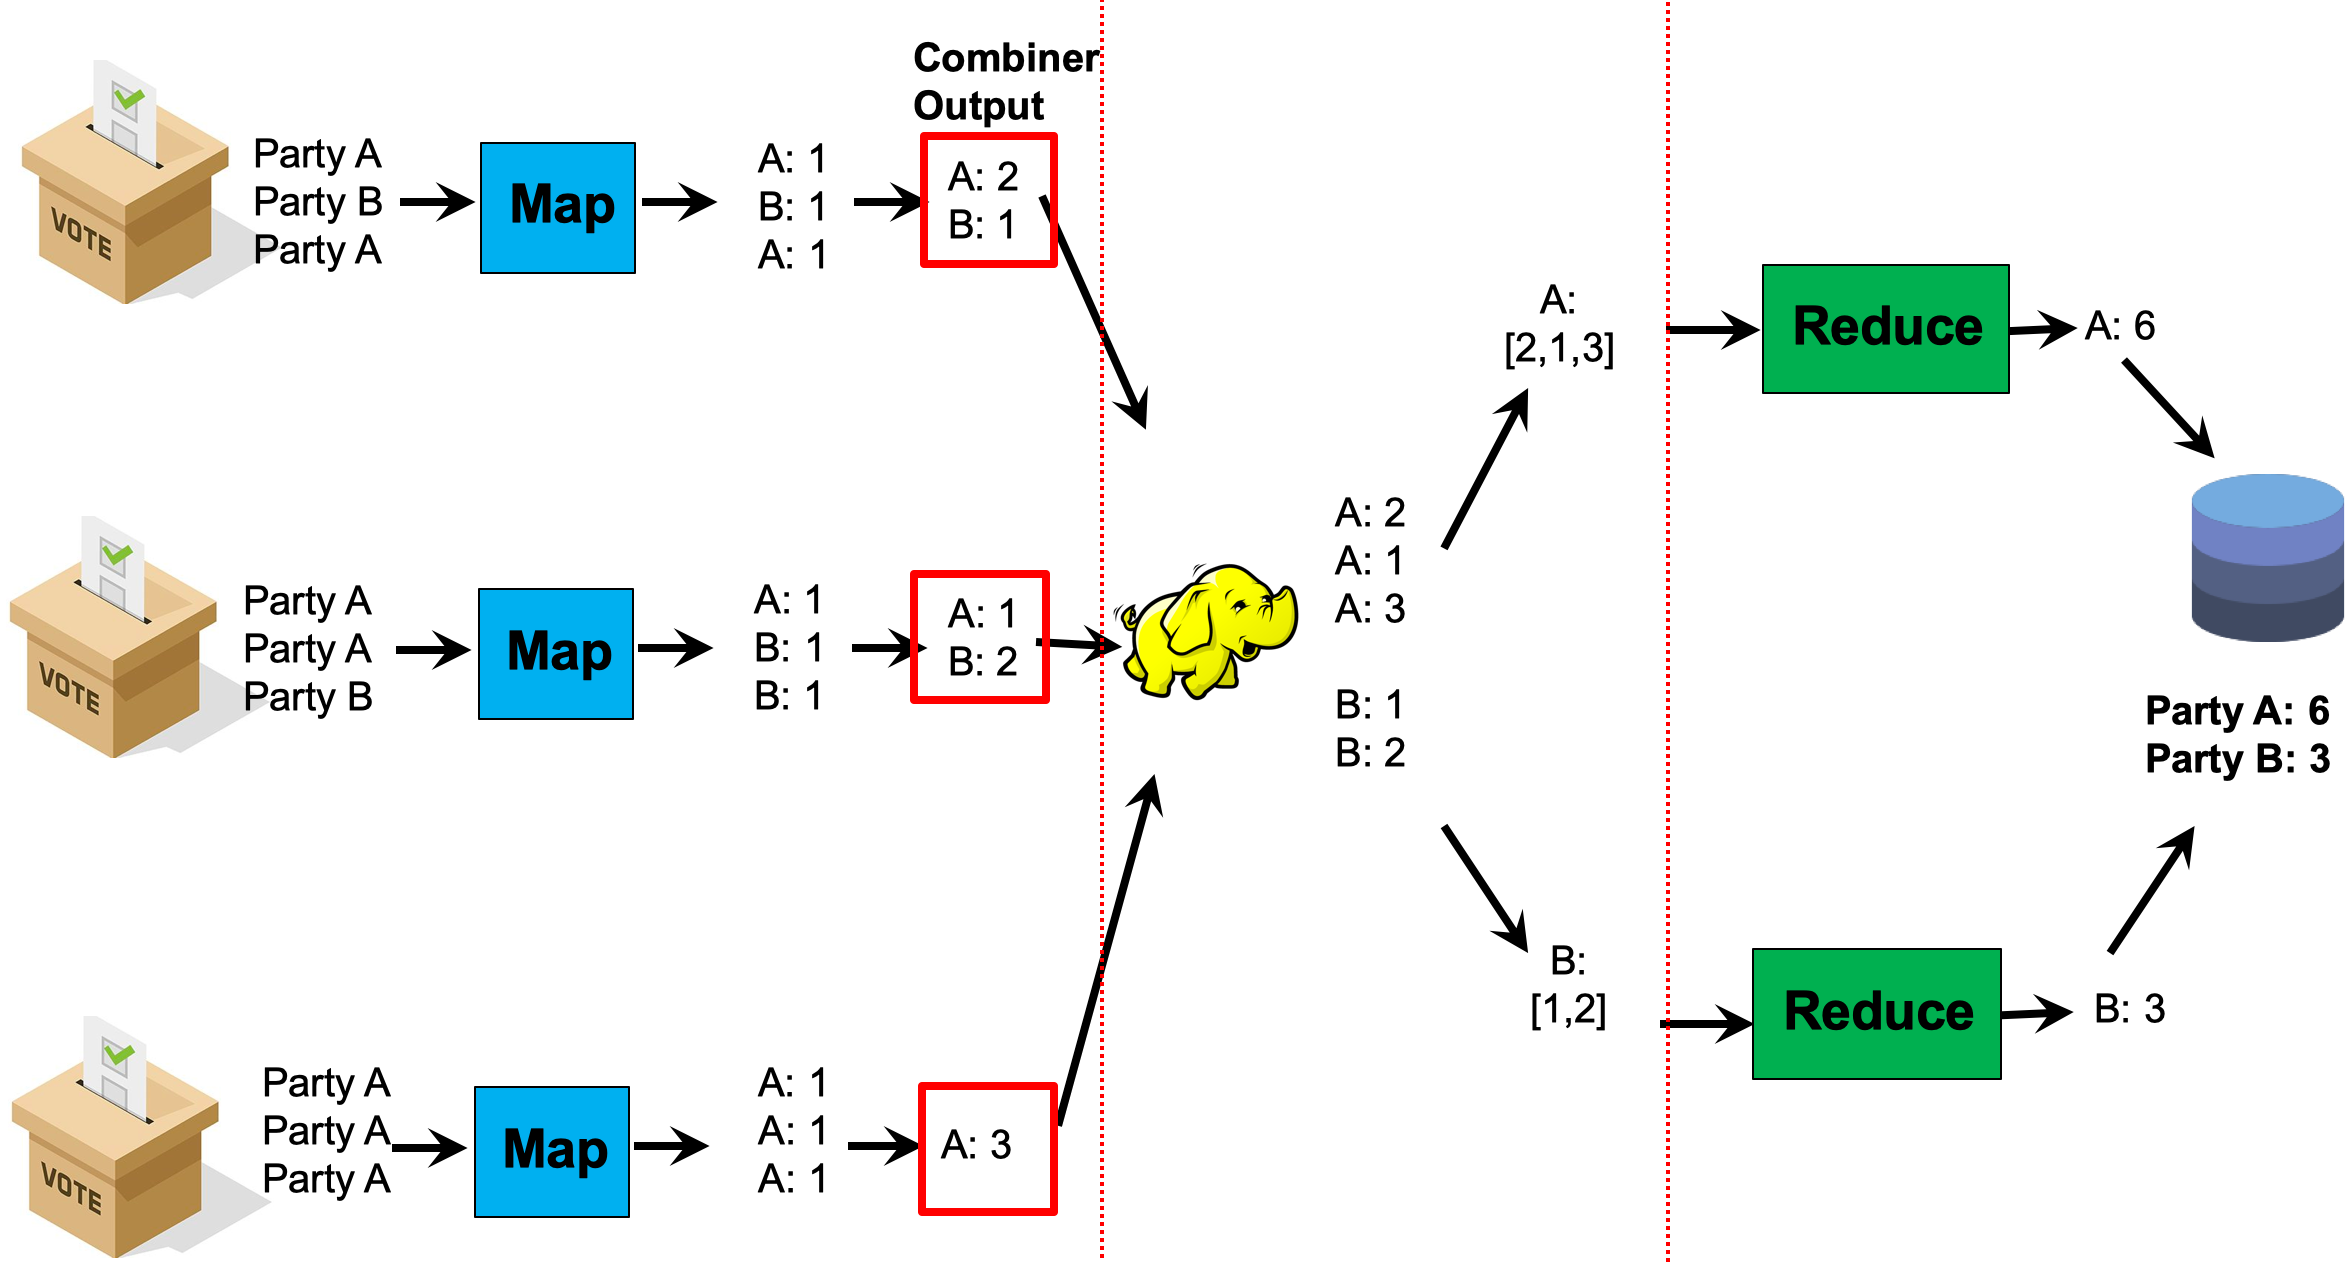 Combiner
Output
VOTE
Party A
Party B
Party A
Map
A: 1
B: 1
A: 1
A: 2
B: 1
VOTE
Party A
Party A
Party B
Map
A: 1
B: 1
B: 1
A: 1
B: 2
VOTE
Party A
Party A
Party A
Map
A: 1
A: 1
A: 1
A: 3
A: 2
A: 1
A: 3
B: 1
B: 2
A:
[2,1,3]
B:
[1,2]
Reduce
A: 6
Reduce
B: 3
Party A: 6
Party B: 3